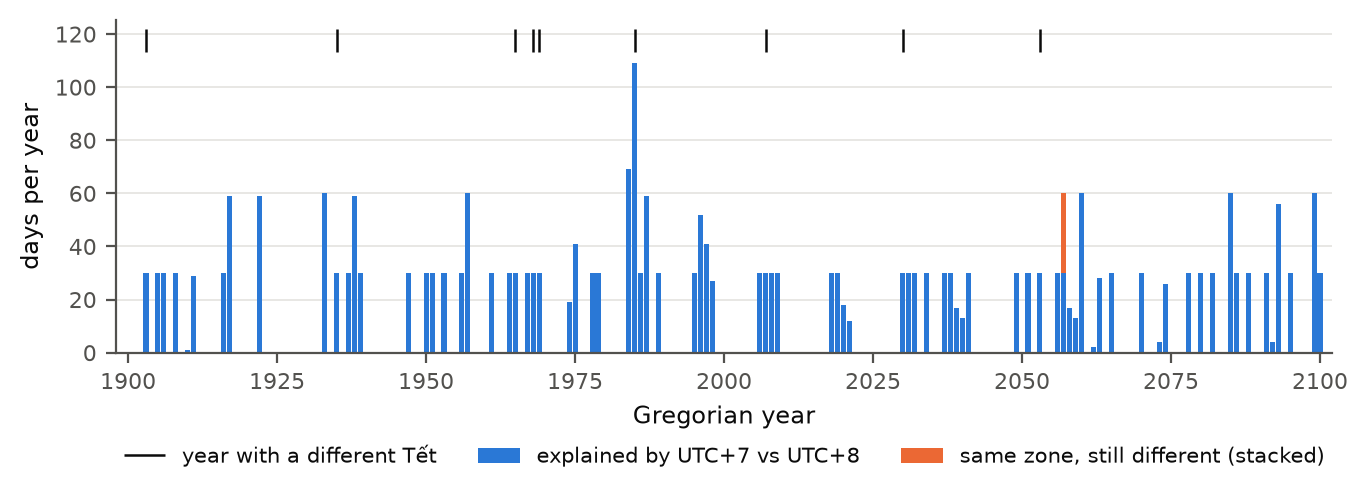 120
100
80
60
40
20
0
days per year
1900 1925 1950 1975 2000 2025 2050 2075 2100
Gregorian year
year with a different Tết explained by UTC+7 vs UTC+8 same zone, still different (stacked)